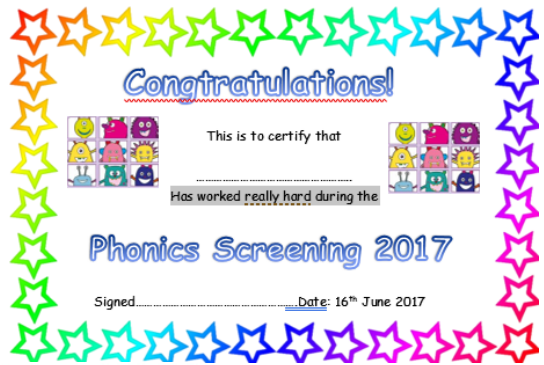 Congtratulations!
This is to certify that
………………………………………………
Has worked really hard during the
Phonics Screening 2017
Signed………………………………………………Date: 16th June 2017